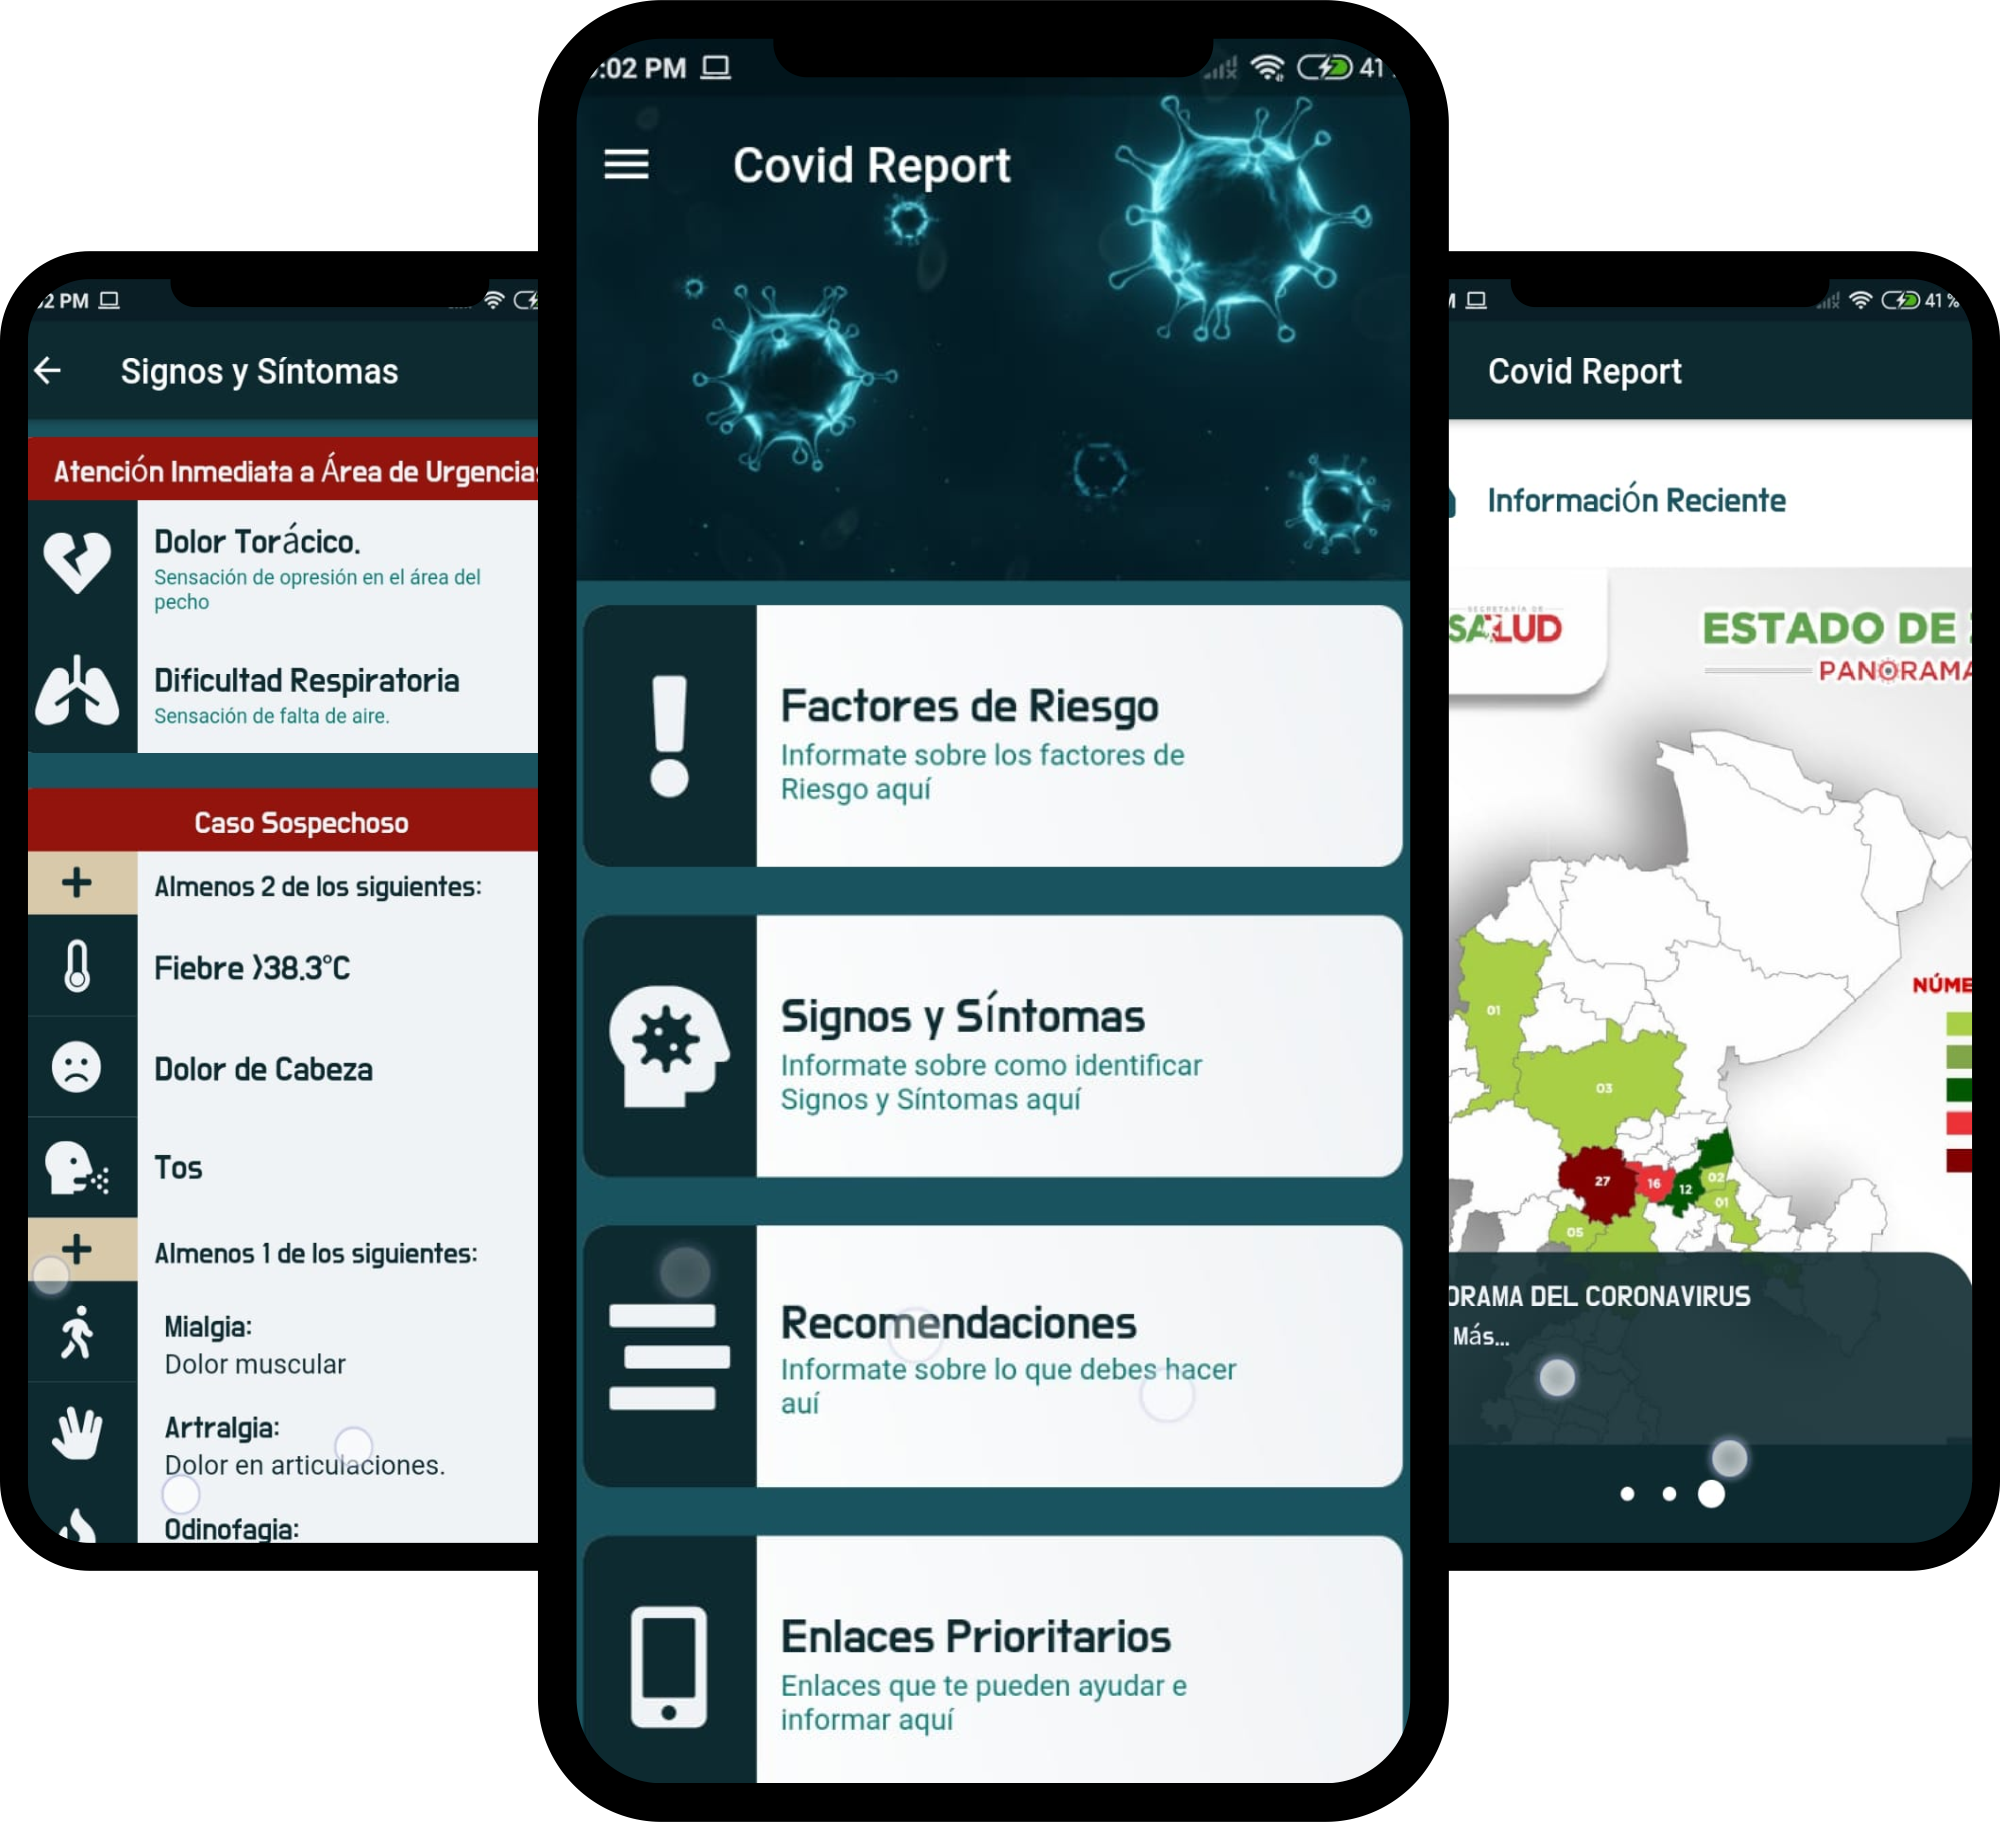 2 PM
Signos y Síntomas
Atención Inmediata a Área de Urgencias
Dolor Torácico.
Sensación de opresión en el área del
pecho
Dificultad Respiratoria
Sensación de falta de aire.
Caso Sospechoso
+
Almenos 2 de los siguientes:
Fiebre >38.3°C
Dolor de Cabeza
Tos
+
Almenos 1 de los siguientes:
Mialgia:
Dolor muscular
Artralgia:
Dolor en articulaciones.
Odinofagia:
:02 PM
41
Covid Report
Factores de Riesgo
Informate sobre los factores de
Riesgo aquí
Signos y Síntomas
Informate sobre como identificar
Signos y Síntomas aquí
Recomendaciones
Informate sobre lo que debes hacer
auí
Enlaces Prioritarios
Enlaces que te pueden ayudar e
informar aquí
41 %
Covid Report
Información Reciente
SECRETARÍA DE
SALUD
ESTADO DE
PANORAMA
NÚME
01
03
27
16
12
02
01
05
ORAMA DEL CORONAVIRUS
Más...